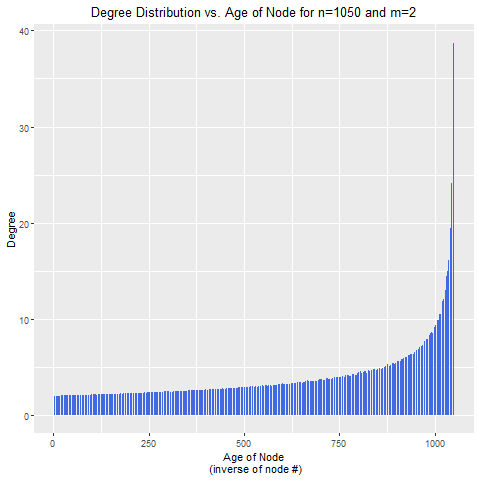 Degree Distribution vs. Age of Node for n=1050 and m=2
40
30
20
10
0
Degree
0 250 500 750 1000
Age of Node
(inverse of node #)